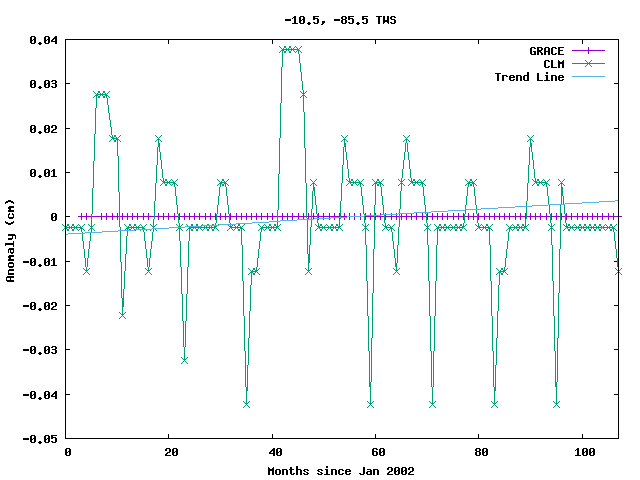 -10.5, -85.5 TWS
GRACE
CLM
Trend Line
0.04
0.03
0.02
0.01
0
-0.01
-0.02
-0.03
-0.04
-0.05
Anomaly (cm)
0 20 40 60 80 100
Months since Jan 2002